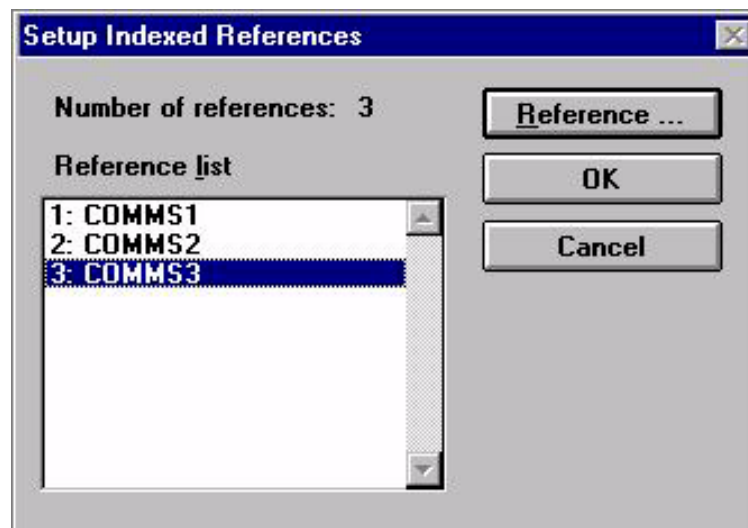 Setup Indexed References
Number of references: 3
Reference ...
Reference list
OK
1: COMMS1
2: COMMS2
3: COMMS3
Cancel